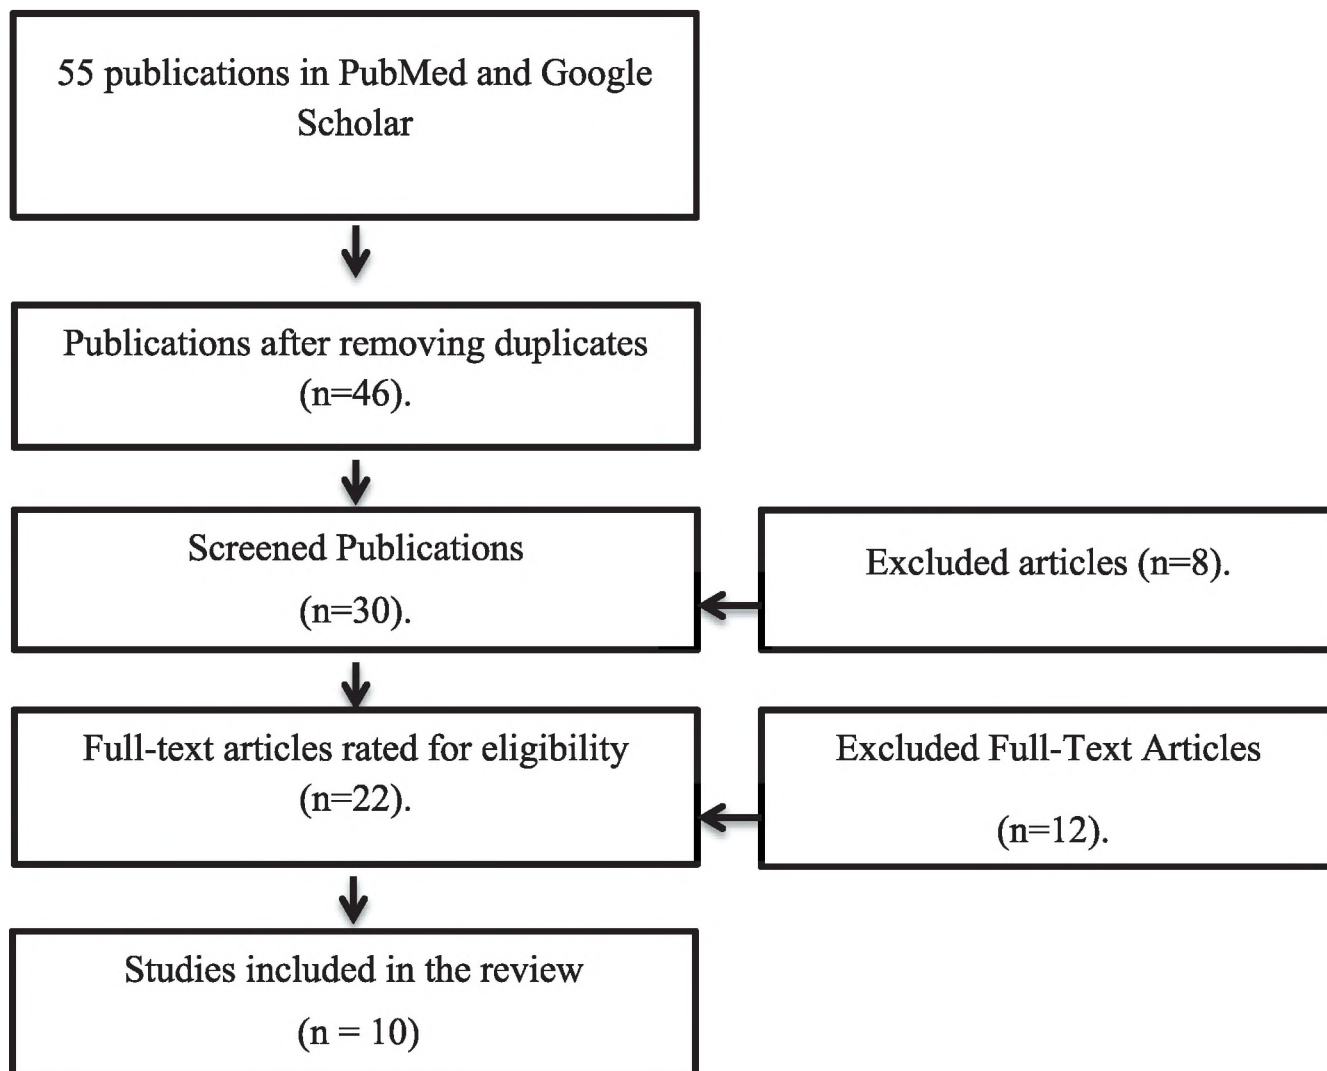 55 publications in PubMed and Google
Scholar
Publications after removing duplicates
(n=46).
Screened Publications
(n=30).
Excluded articles (n=8).
Full-text articles rated for eligibility
(n=22).
Excluded Full-Text Articles
(n=12).
Studies included in the review
(n = 10)